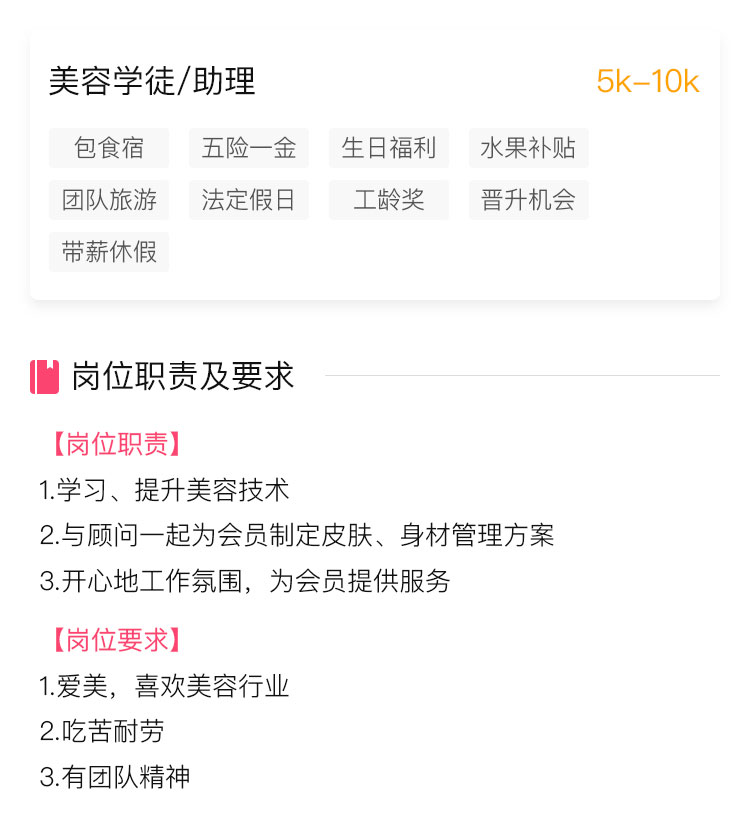 美容学徒/助理 5k-10k
包食宿 五险一金 生日福利 水果补贴
团队旅游 法定假日 工龄奖 晋升机会
带薪休假
岗位职责及要求
【岗位职责】
1.学习、提升美容技术
2.与顾问一起为会员制定皮肤、身材管理方案
3.开心地工作氛围，为会员提供服务
【岗位要求】
1.爱美，喜欢美容行业
2.吃苦耐劳
3.有团队精神